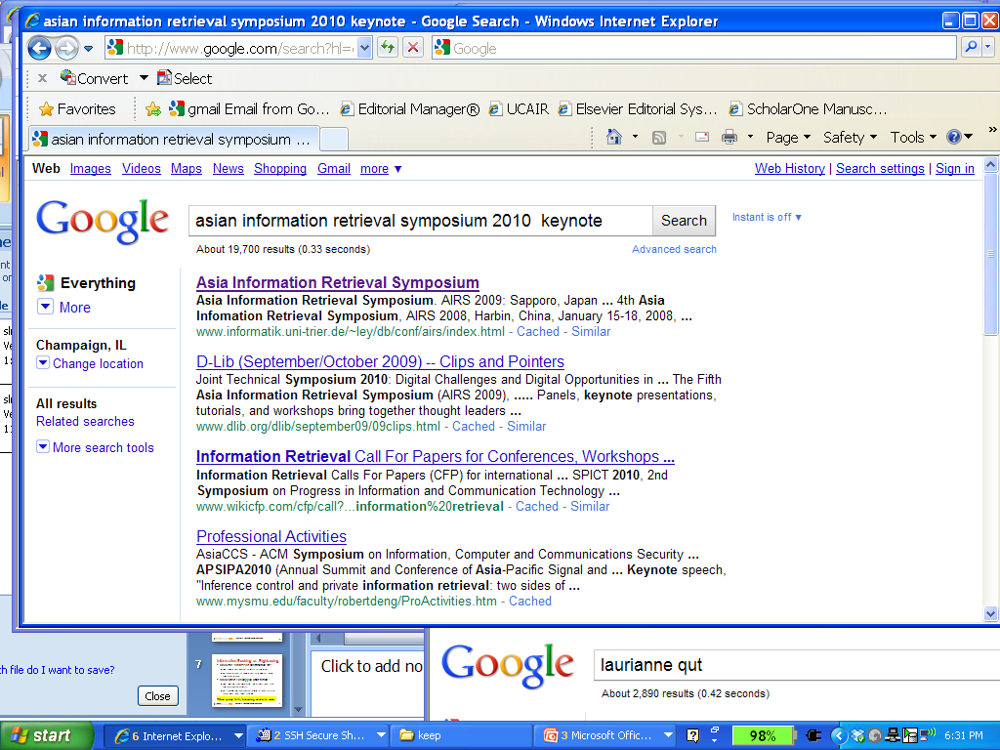 asian information retrieval symposium 2010 keynote - Google Search - Windows Internet Explorer
http://www.google.com/search?hl= Google
x Convert Select
Favorites gmail Email from Go... Editorial Manager® UCAIR Elsevier Editorial Sys... ScholarOne Manusc...
asian information retrieval symposium ... Page Safety Tools »
Web Images Videos Maps News Shopping Gmail more ▼ Web History | Search settings | Sign in
Google asian information retrieval symposium 2010 keynote Search Instant is off ▼
About 19,700 results (0.33 seconds) Advanced search
Everything
More
Champaign, IL
Change location
All results
Related searches
More search tools
Asia Information Retrieval Symposium
Asia Information Retrieval Symposium. AIRS 2009: Sapporo, Japan ... 4th Asia
Infomation Retrieval Symposium, AIRS 2008, Harbin, China, January 15-18, 2008, ...
www.informatik.uni-trier.de/~ley/db/conf/airs/index.html - Cached - Similar
D-Lib (September/October 2009) -- Clips and Pointers
Joint Technical Symposium 2010: Digital Challenges and Digital Opportunities in ... The Fifth
Asia Information Retrieval Symposium (AIRS 2009), ..... Panels, keynote presentations,
tutorials, and workshops bring together thought leaders ...
www.dlib.org/dlib/september09/09clips.html - Cached - Similar
Information Retrieval Call For Papers for Conferences, Workshops ...
Information Retrieval Calls For Papers (CFP) for international ... SPICT 2010, 2nd
Symposium on Progress in Information and Communication Technology ...
www.wikicfp.com/cfp/call?...information%20retrieval - Cached - Similar
Professional Activities
AsiaCCS - ACM Symposium on Information, Computer and Communications Security ...
APSIPA2010 (Annual Summit and Conference of Asia-Pacific Signal and ... Keynote speech,
"Inference control and private information retrieval: two sides of ...
www.mysmu.edu/faculty/robertdeng/ProActivities.htm - Cached
h file do I want to save?
Close
7
Click to add no
Google laurianne qut
About 2,890 results (0.42 seconds)
start 6 Internet Explo... 2 SSH Secure Sh... keep 3 Microsoft Offic... 98% 6:31 PM